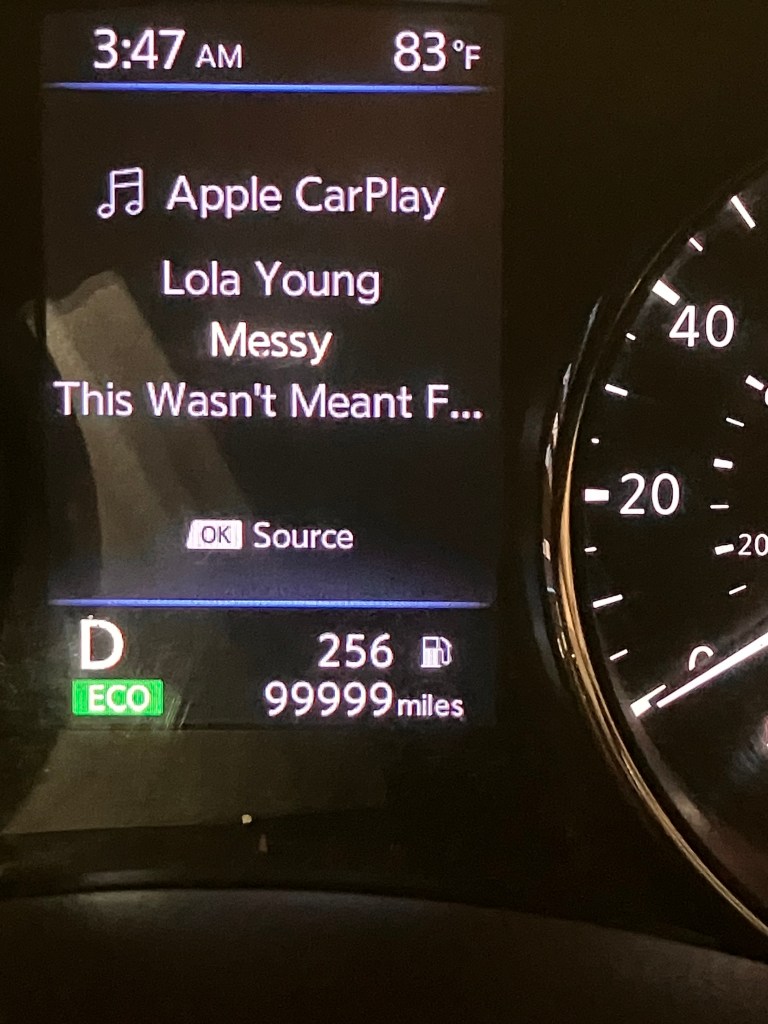 3:47 AM 83°F
Apple CarPlay
Lola Young
Messy
This Wasn't Meant F...
OK Source
D 256
ECO 99999 miles
40
20
20
0